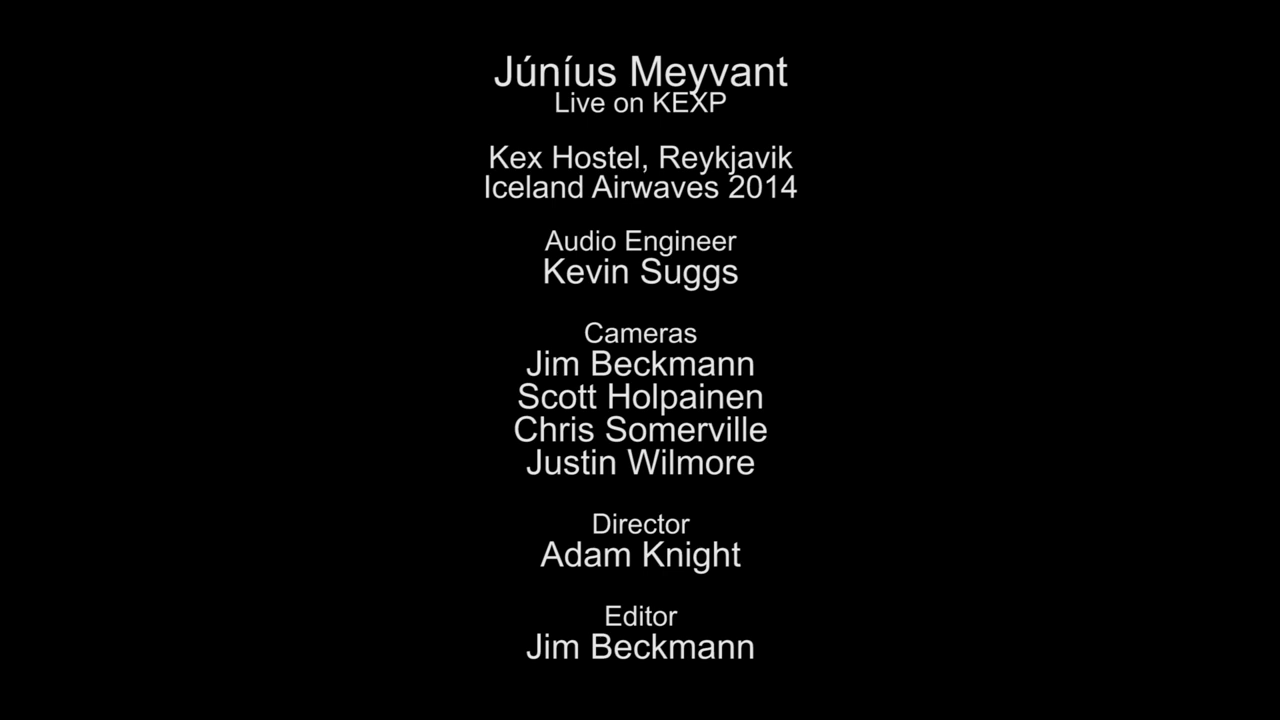 Júníus Meyvant
Live on KEXP
Kex Hostel, Reykjavik
Iceland Airwaves 2014
Audio Engineer
Kevin Suggs
Cameras
Jim Beckmann
Scott Holpainen
Chris Somerville
Justin Wilmore
Director
Adam Knight
Editor
Jim Beckmann